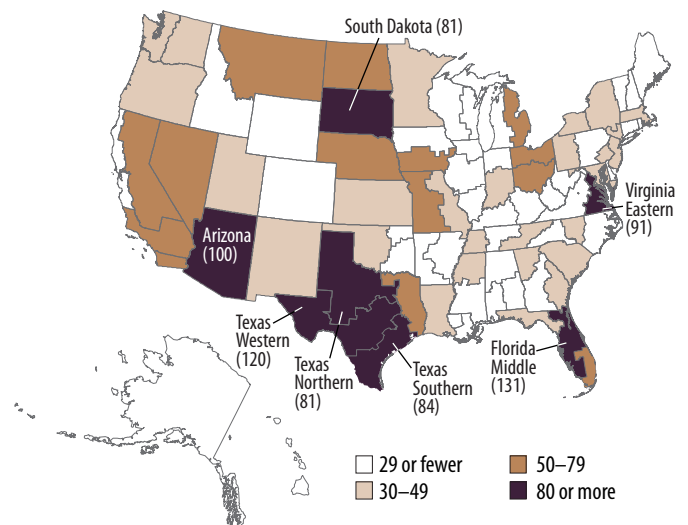 South Dakota (81)
Virginia
Eastern
(91)
Arizona
(100)
Texas
Western
(120)
Texas
Northern
(81)
Texas
Southern
(84)
Florida
Middle
(131)
29 or fewer
50–79
30–49
80 or more